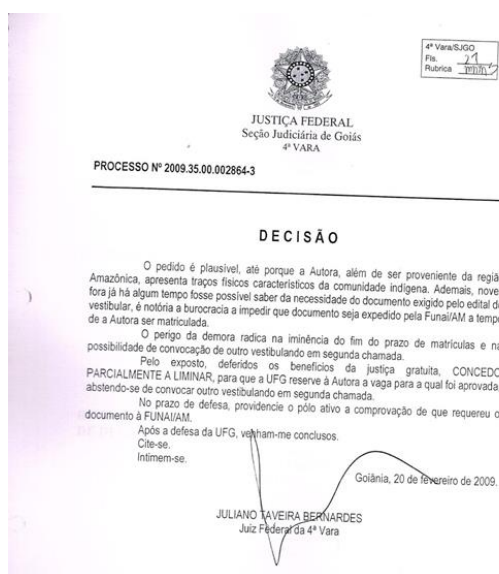 4ª Vara/SJGO
Fls. 21
Rubrica
JUSTIÇA FEDERAL
Seção Judiciária de Goiás
4ª VARA
PROCESSO Nº 2009.35.00.002864-3
DECISÃO
O pedido é plausível, até porque a Autora, além de ser proveniente da regiã
Amazônica, apresenta traços físicos característicos da comunidade indígena. Ademais, nove
fora já há algum tempo fosse possível saber da necessidade do documento exigido pelo edital d
vestibular, é notória a burocracia a impedir que documento seja expedido pela Funai/AM a tempo
de a Autora ser matriculada.
O perigo da demora radica na iminência do fim do prazo de matrículas e na
possibilidade de convocação de outro vestibulando em segunda chamada.
Pelo exposto, deferidos os benefícios da justiça gratuita, CONCEDO
PARCIALMENTE A LIMINAR, para que a UFG reserve à Autora a vaga para a qual foi aprovada,
abstendo-se de convocar outro vestibulando em segunda chamada.
No prazo de defesa, providencie o pólo ativo a comprovação de que requereu o
documento à FUNAI/AM.
Após a defesa da UFG, venham-me conclusos.
Cite-se.
Intimem-se.
Goiânia, 20 de fevereiro de 2009.
JULIANO TAVEIRA BERNARDES
Juiz Federal da 4ª Vara